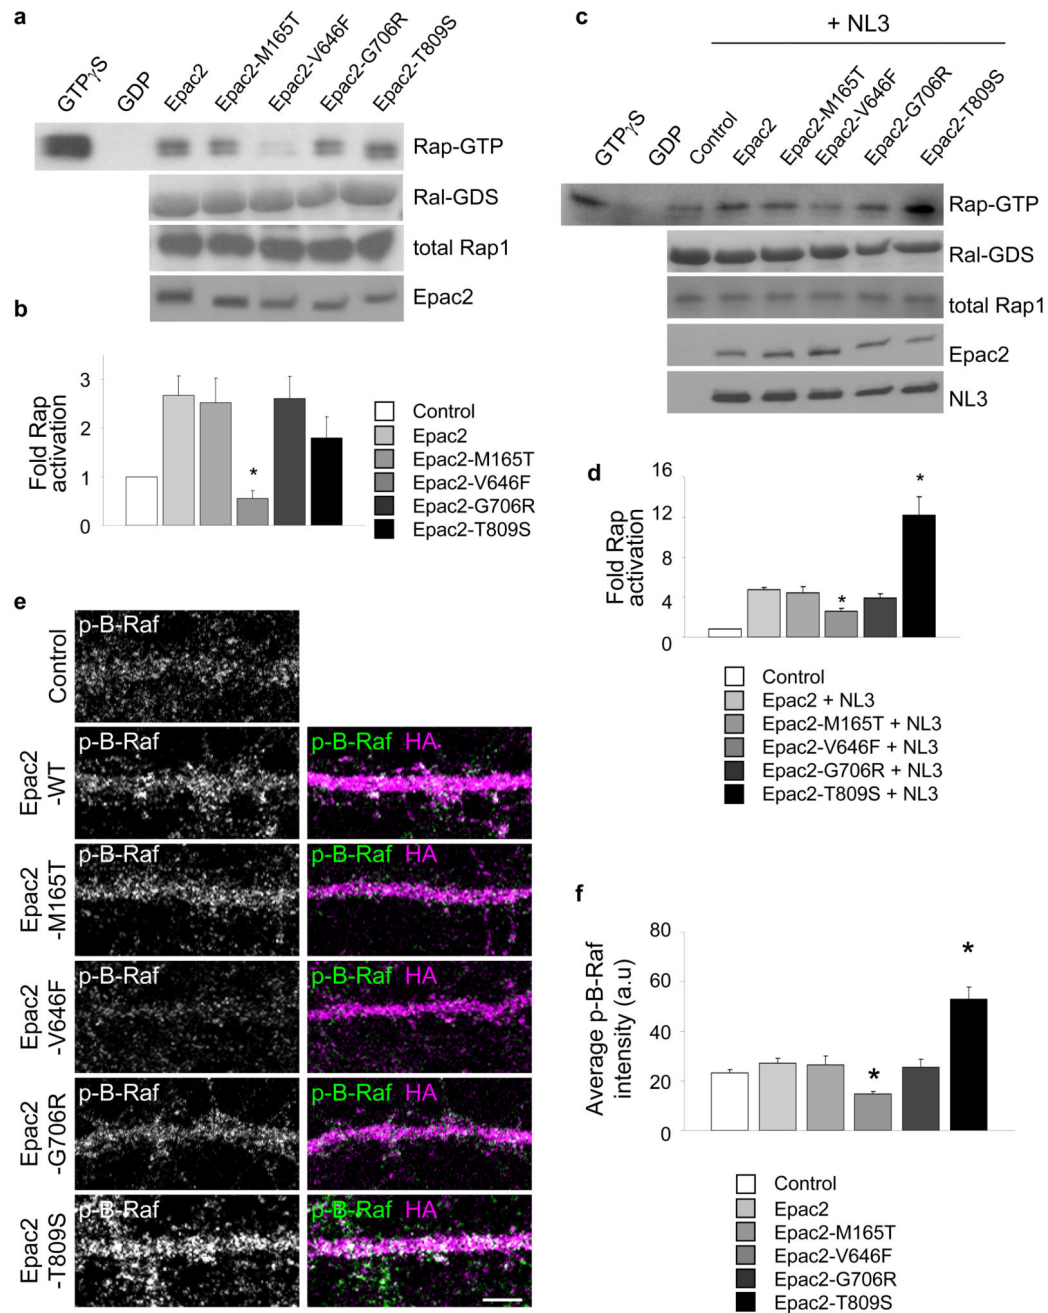 a
GTPγS
GDP
Epac2
Epac2-M165T
Epac2-V646F
Epac2-G706R
Epac2-T809S
Rap-GTP
Ral-GDS
total Rap1
Epac2
b
3
2
1
0
Fold Rap
activation
*
Control
Epac2
Epac2-M165T
Epac2-V646F
Epac2-G706R
Epac2-T809S
c
+ NL3
GTPγS
GDP
Control
Epac2
Epac2-M165T
Epac2-V646F
Epac2-G706R
Epac2-T809S
Rap-GTP
Ral-GDS
total Rap1
Epac2
NL3
d
16
12
8
4
0
Fold Rap
activation
*
*
Control
Epac2 + NL3
Epac2-M165T + NL3
Epac2-V646F + NL3
Epac2-G706R + NL3
Epac2-T809S + NL3
e
Control
p-B-Raf
Epac2
-WT
p-B-Raf
p-B-Raf HA
Epac2
-M165T
p-B-Raf
p-B-Raf HA
Epac2
-V646F
p-B-Raf
p-B-Raf HA
Epac2
-G706R
p-B-Raf
p-B-Raf HA
Epac2
-T809S
p-B-Raf
p-B-Raf HA
f
80
60
40
20
0
Average p-B-Raf
intensity (a.u)
*
*
Control
Epac2
Epac2-M165T
Epac2-V646F
Epac2-G706R
Epac2-T809S